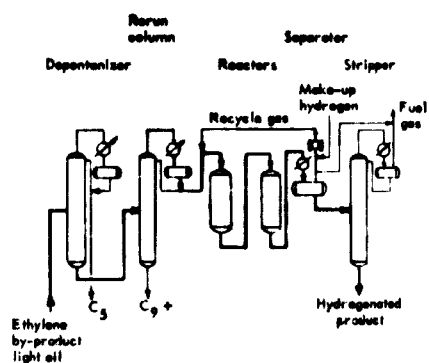 Rerun
column
Separator
Depentanizer
Reactors
Stripper
Make-up
hydrogen
Fuel
gas
Recycle gas
C5
C9 +
Ethylene
by-product
light oil
Hydrogenated
product